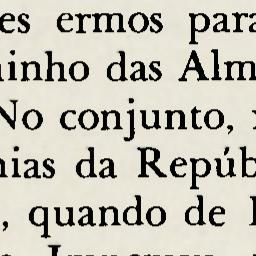 es ermos para
inho das Alm
No conjunto,
nias da Repúb
, quando de